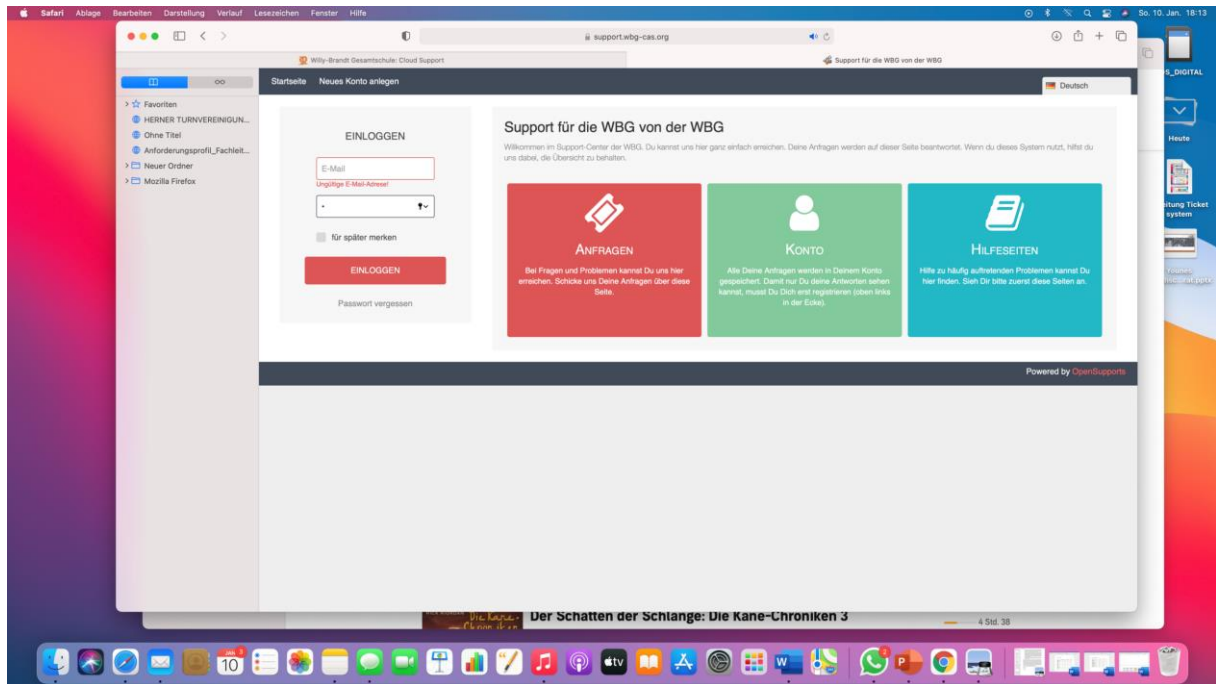 Safari Ablage Bearbeiten Darstellung Verlauf Lesezeichen Fenster Hilfe
So. 10. Jan. 18:13
support.wbg-cas.org
Willy-Brandt Gesamtschule: Cloud Support
Support für die WBG von der WBG
Startseite Neues Konto anlegen
Deutsch
Favoriten
HERNER TURNVEREINIGUN...
Ohne Titel
Anforderungsprofil_Fachleit...
Neuer Ordner
Mozilla Firefox
EINLOGGEN
E-Mail
Ungültige E-Mail-Adresse!
für später merken
EINLOGGEN
Passwort vergessen
Support für die WBG von der WBG
Willkommen im Support-Center der WBG. Du kannst uns hier ganz einfach erreichen. Deine Anfragen werden auf dieser Seite beantwortet. Wenn du dieses System nutzt, hilfst du
uns dabei, die Übersicht zu behalten.
ANFRAGEN
Bei Fragen und Problemen kannst Du uns hier
erreichen. Schicke uns Deine Anfragen über diese
Seite.
KONTO
Alle Deine Anfragen werden in Deinem Konto
gespeichert. Damit nur Du deine Antworten sehen
kannst, musst Du Dich erst registrieren (oben links
in der Ecke).
HILFESEITEN
Hilfe zu häufig auftretenden Problemen kannst Du
hier finden. Sieh Dir bitte zuerst diese Seiten an.
Powered by OpenSupports
S_DIGITAL
Heute
itung Ticket
system
Der Schatten der Schlange: Die Kane-Chroniken 3
4 Std. 38
JAN
10
tv